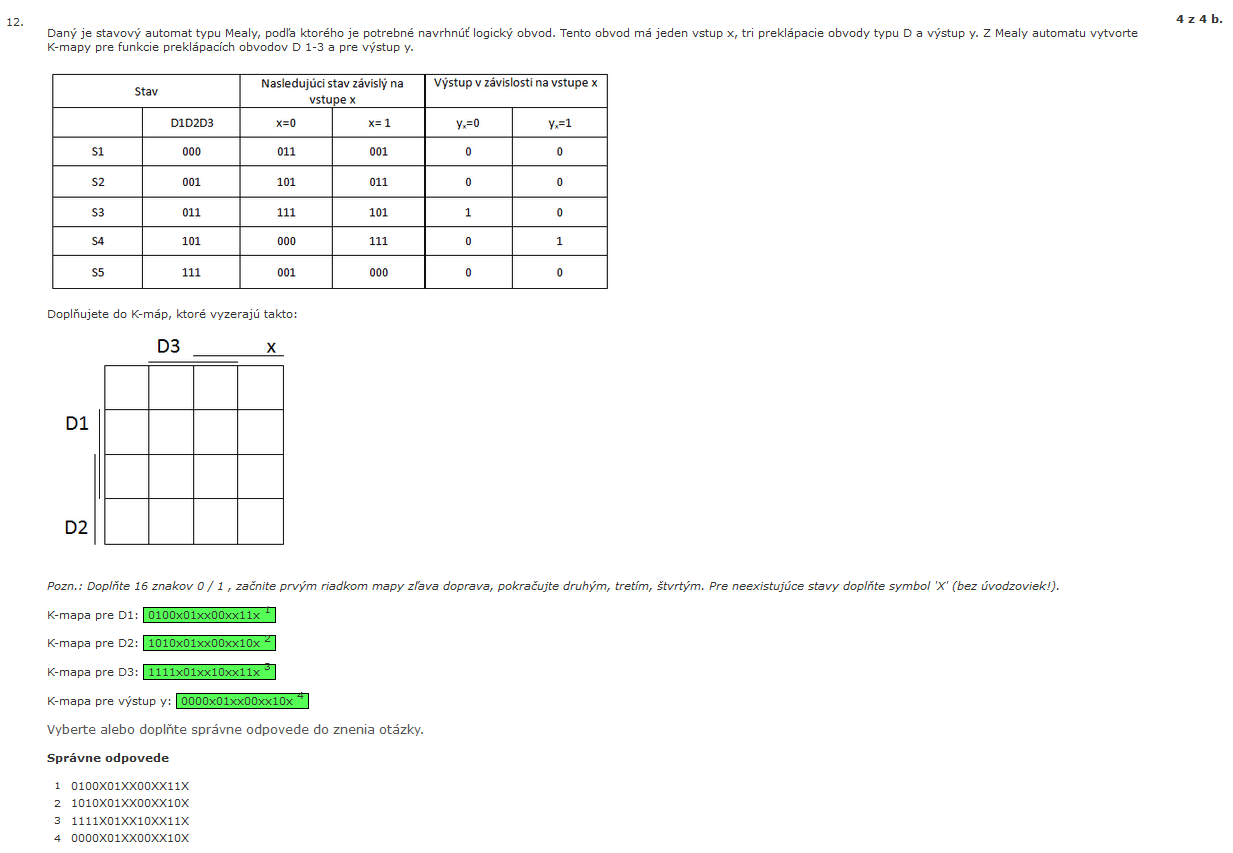 12.
4 z 4 b.
Daný je stavový automat typu Mealy, podľa ktorého je potrebné navrhnúť logický obvod. Tento obvod má jeden vstup x, tri preklápacie obvody typu D a výstup y. Z Mealy automatu vytvorte
K-mapy pre funkcie preklápacích obvodov D 1-3 a pre výstup y.
Stav Nasledujúci stav závislý na vstupe x Výstup v závislosti na vstupe x
D1D2D3 x=0 x= 1 yₓ=0 yₓ=1
S1 000 011 001 0 0
S2 001 101 011 0 0
S3 011 111 101 1 0
S4 101 000 111 0 1
S5 111 001 000 0 0
Doplňujete do K-máp, ktoré vyzerajú takto:
D3 x
D1
D2
Pozn.: Doplňte 16 znakov 0 / 1 , začnite prvým riadkom mapy zľava doprava, pokračujte druhým, tretím, štvrtým. Pre neexistujúce stavy doplňte symbol 'X' (bez úvodzoviek!).
K-mapa pre D1: 0100x01xx00xx11x 1
K-mapa pre D2: 1010x01xx00xx10x 2
K-mapa pre D3: 1111x01xx10xx11x 3
K-mapa pre výstup y: 0000x01xx00xx10x 4
Vyberte alebo doplňte správne odpovede do znenia otázky.
Správne odpovede
1 0100X01XX00XX11X
2 1010X01XX00XX10X
3 1111X01XX10XX11X
4 0000X01XX00XX10X